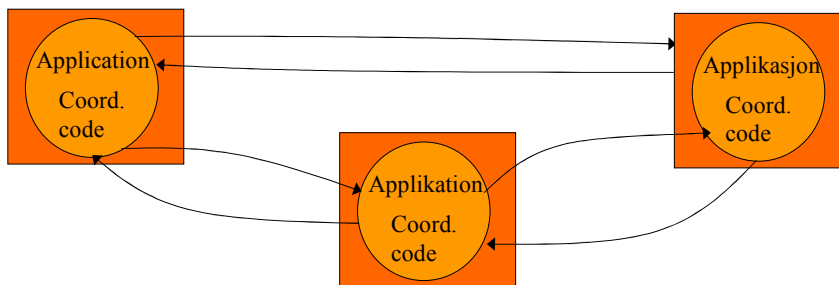 Application
Coord.
code
Applikation
Coord.
code
Applikasjon
Coord.
code